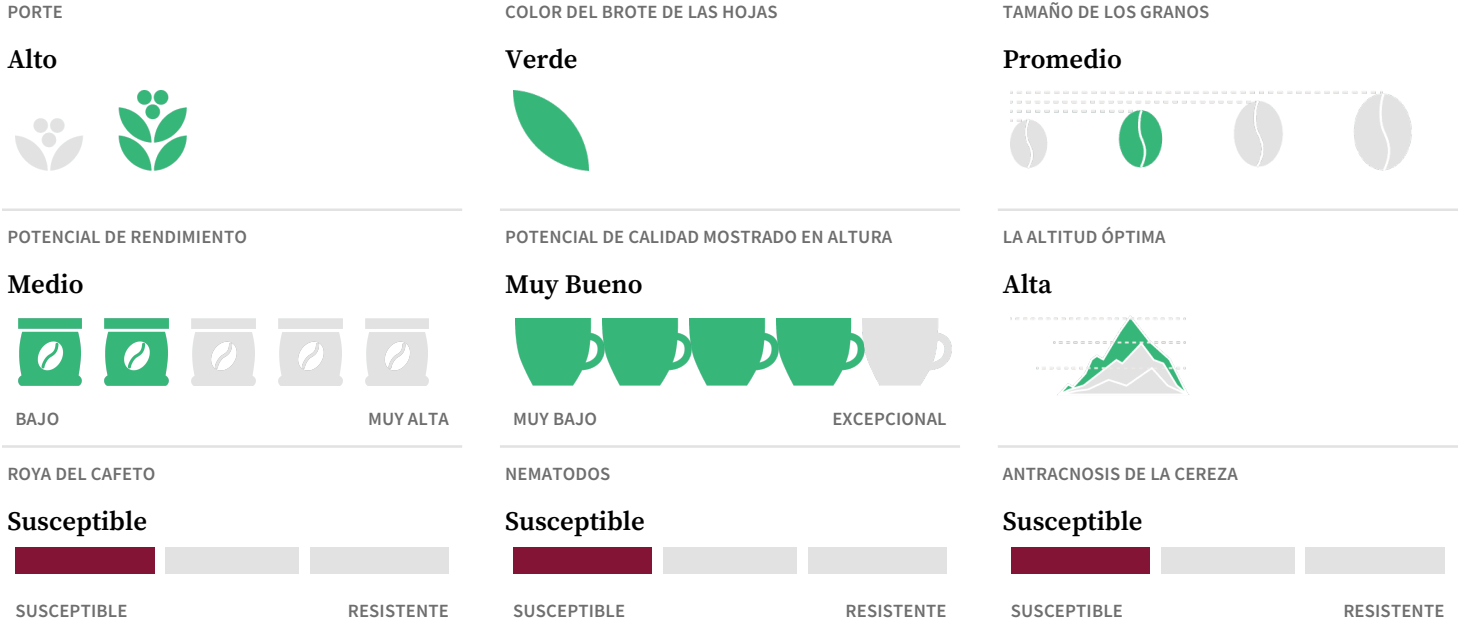 PORTE
Alto
COLOR DEL BROTE DE LAS HOJAS
Verde
TAMAÑO DE LOS GRANOS
Promedio
POTENCIAL DE RENDIMIENTO
Medio
BAJO
MUY ALTA
POTENCIAL DE CALIDAD MOSTRADO EN ALTURA
Muy Bueno
MUY BAJO
EXCEPCIONAL
LA ALTITUD ÓPTIMA
Alta
ROYA DEL CAFETO
Susceptible
SUSCEPTIBLE
RESISTENTE
NEMATODOS
Susceptible
SUSCEPTIBLE
RESISTENTE
ANTRACNOSIS DE LA CEREZA
Susceptible
SUSCEPTIBLE
RESISTENTE